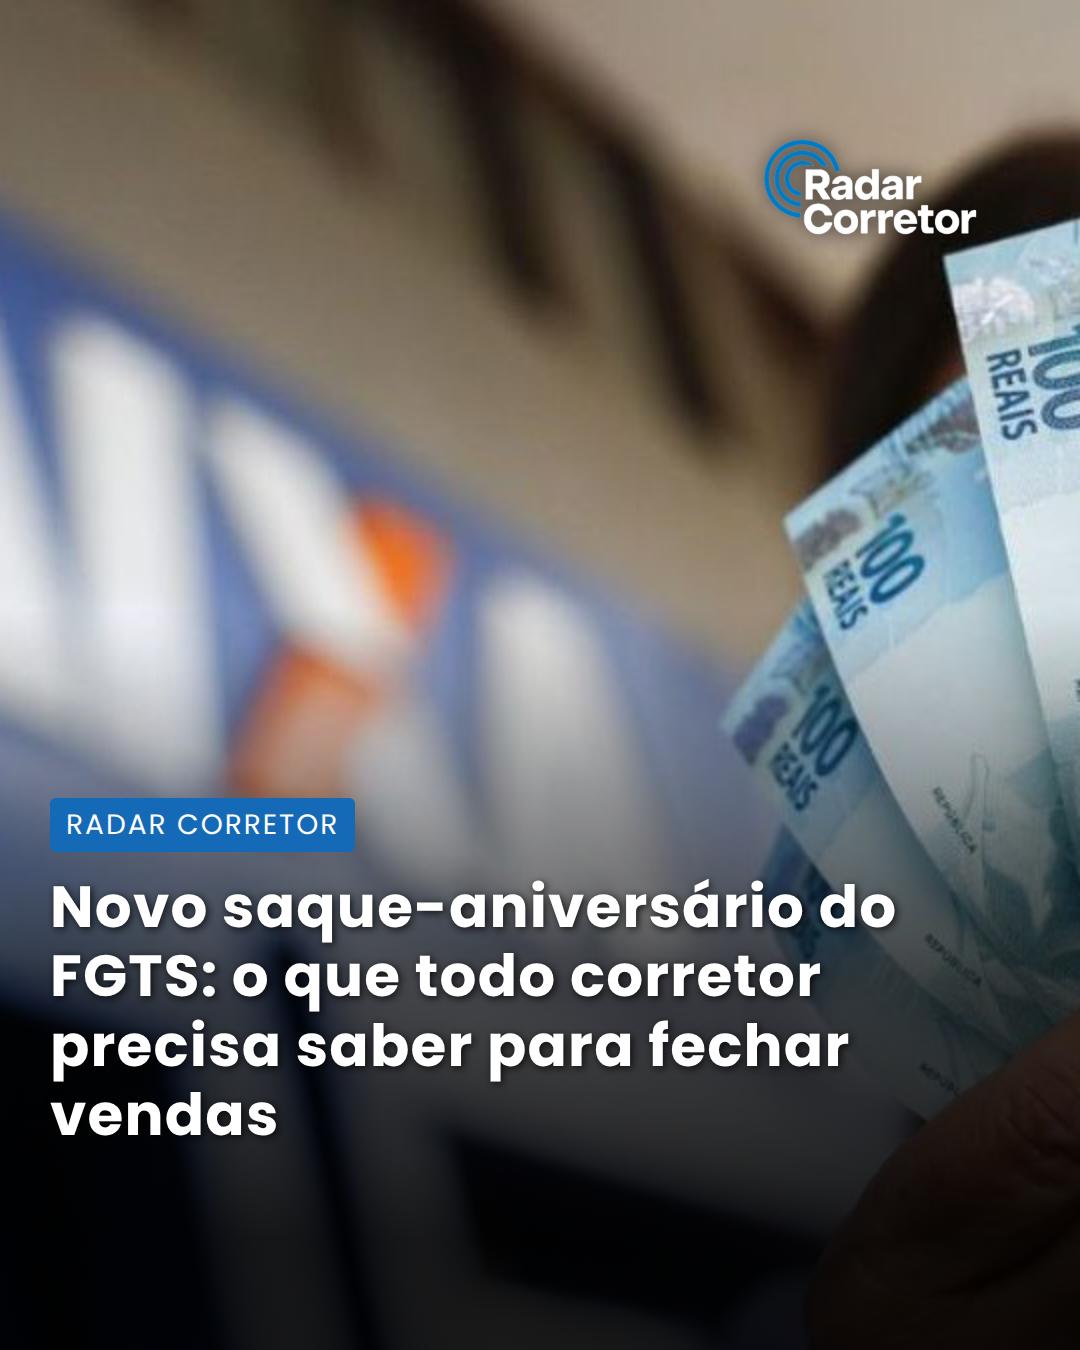 Radar
Corretor
100
REAIS
100
REAIS
100
REAIS
RADAR CORRETOR
Novo saque-aniversário do
FGTS: o que todo corretor
precisa saber para fechar
vendas